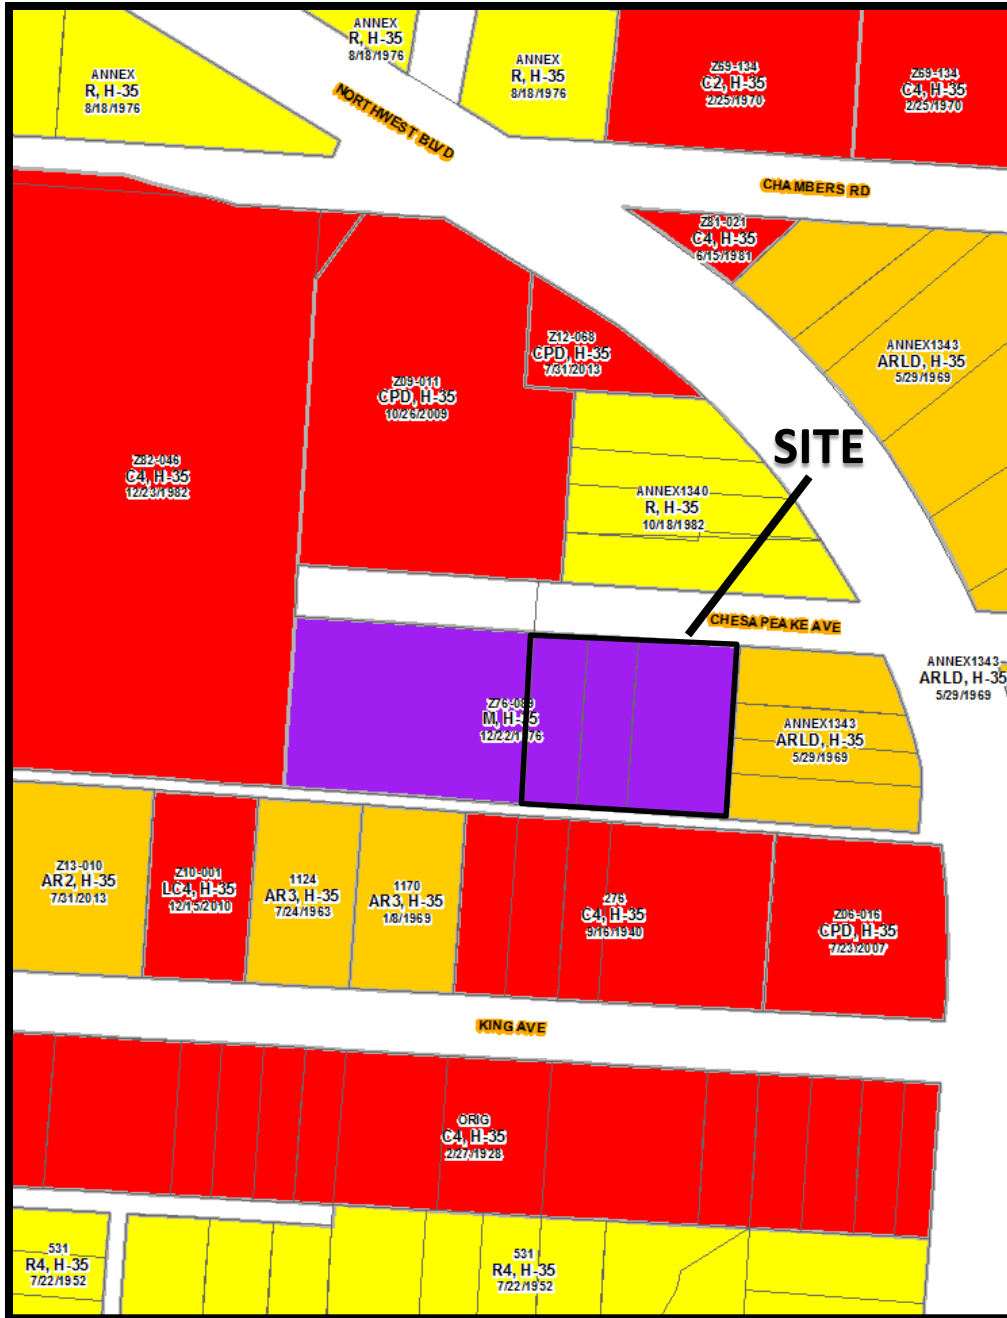 ANNEX
R, H-35
8/18/1976
ANNEX
R, H-35
8/18/1976
ANNEX
R, H-35
8/18/1976
Z69-134
C2, H-35
2/25/1970
Z69-134
C4, H-35
2/25/1970
NORTHWEST BLVD
CHAMBERS RD
Z81-021
C4, H-35
6/15/1981
Z12-068
CPD, H-35
7/31/2013
ANNEX1343
ARLD, H-35
5/29/1969
Z09-011
CPD, H-35
10/26/2009
SITE
Z82-046
C4, H-35
12/23/1982
ANNEX1340
R, H-35
10/18/1982
CHESAPEAKE AVE
ANNEX1343
ARLD, H-35
5/29/1969
Z76-089
M, H-35
12/22/1976
ANNEX1343
ARLD, H-35
5/29/1969
Z13-010
AR2, H-35
7/31/2013
Z10-001
LC4, H-35
12/15/2010
1124
AR3, H-35
7/24/1963
1170
AR3, H-35
1/8/1969
276
C4, H-35
9/16/1940
Z06-016
CPD, H-35
7/23/2007
KING AVE
ORIG
C4, H-35
2/27/1928
531
R4, H-35
7/22/1952
531
R4, H-35
7/22/1952